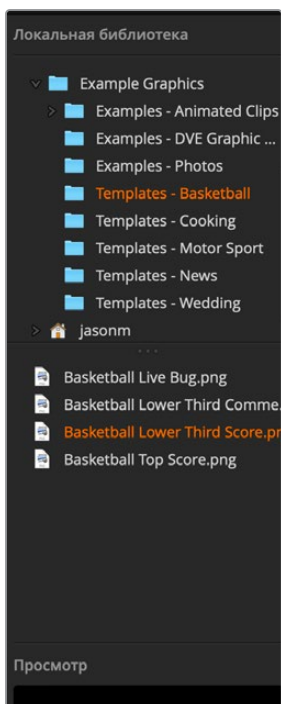 Локальная библиотека
Example Graphics
Examples - Animated Clips
Examples - DVE Graphic ...
Examples - Photos
Templates - Basketball
Templates - Cooking
Templates - Motor Sport
Templates - News
Templates - Wedding
jasonm
Basketball Live Bug.png
Basketball Lower Third Comme.
Basketball Lower Third Score.pr
Basketball Top Score.png
Просмотр